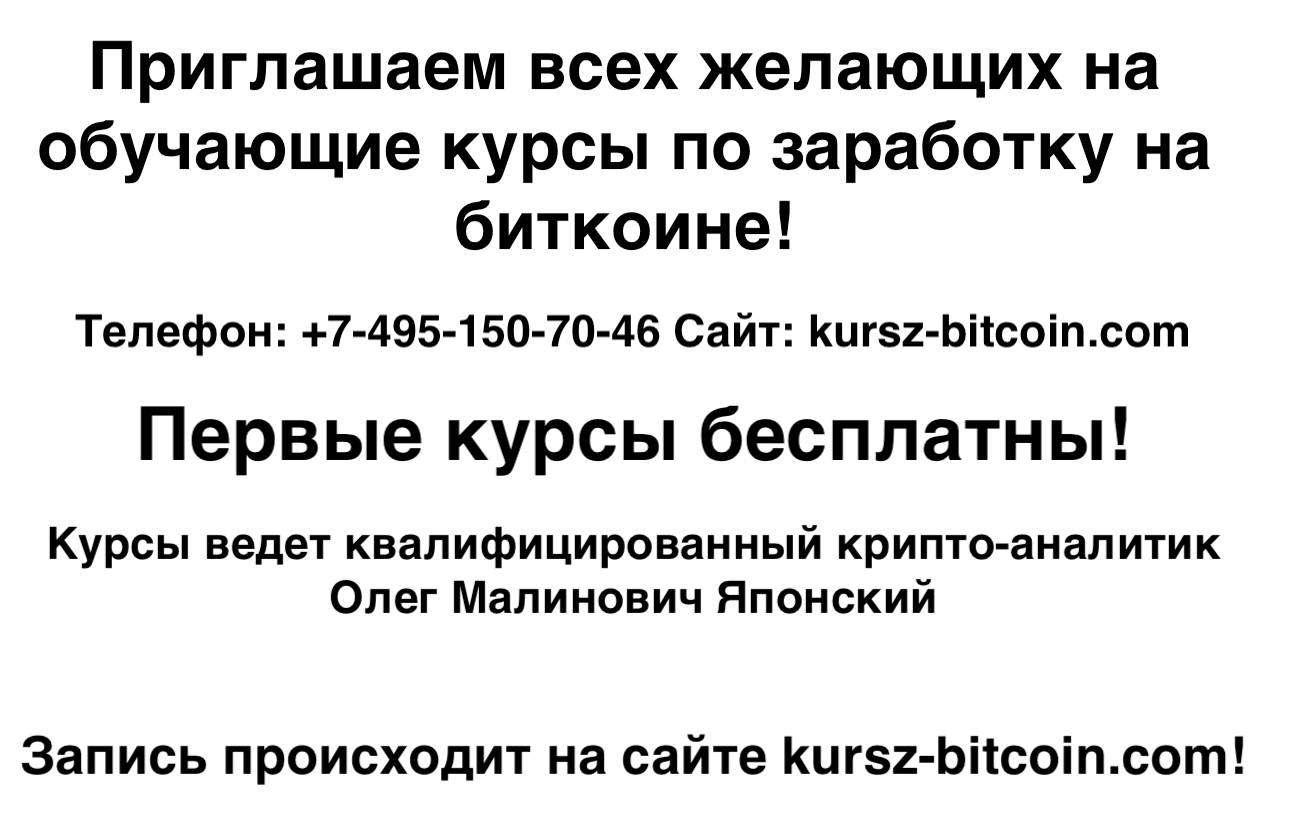 Приглашаем всех желающих на
обучающие курсы по заработку на
биткоине!
Телефон: +7-495-150-70-46 Сайт: kursz-bitcoin.com
Первые курсы бесплатны!
Курсы ведет квалифицированный крипто-аналитик
Олег Малинович Японский
Запись происходит на сайте kursz-bitcoin.com!